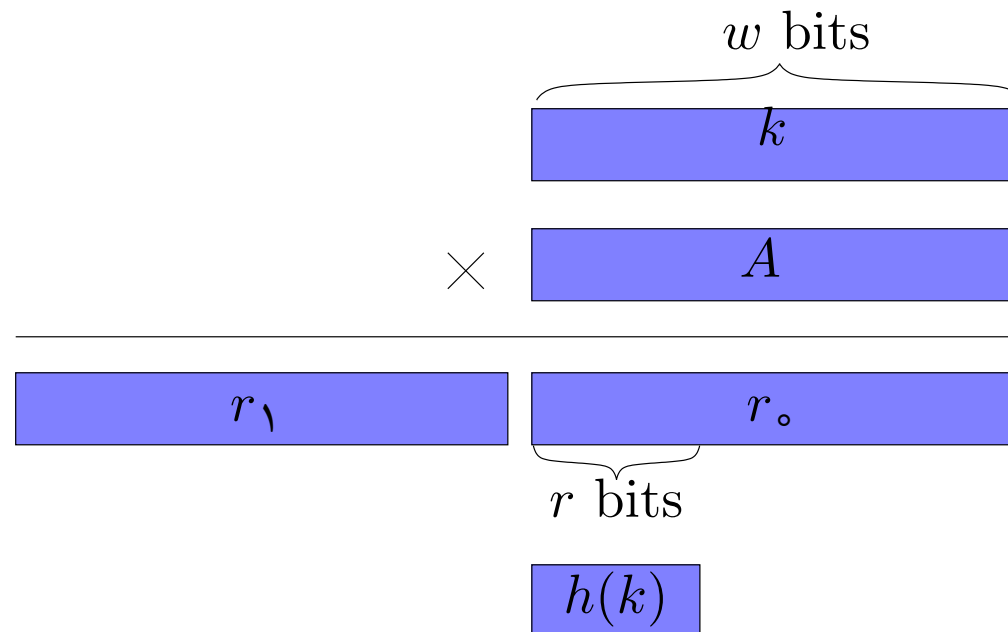 w bits
k
× A
r۱ r۰
r bits
h(k)